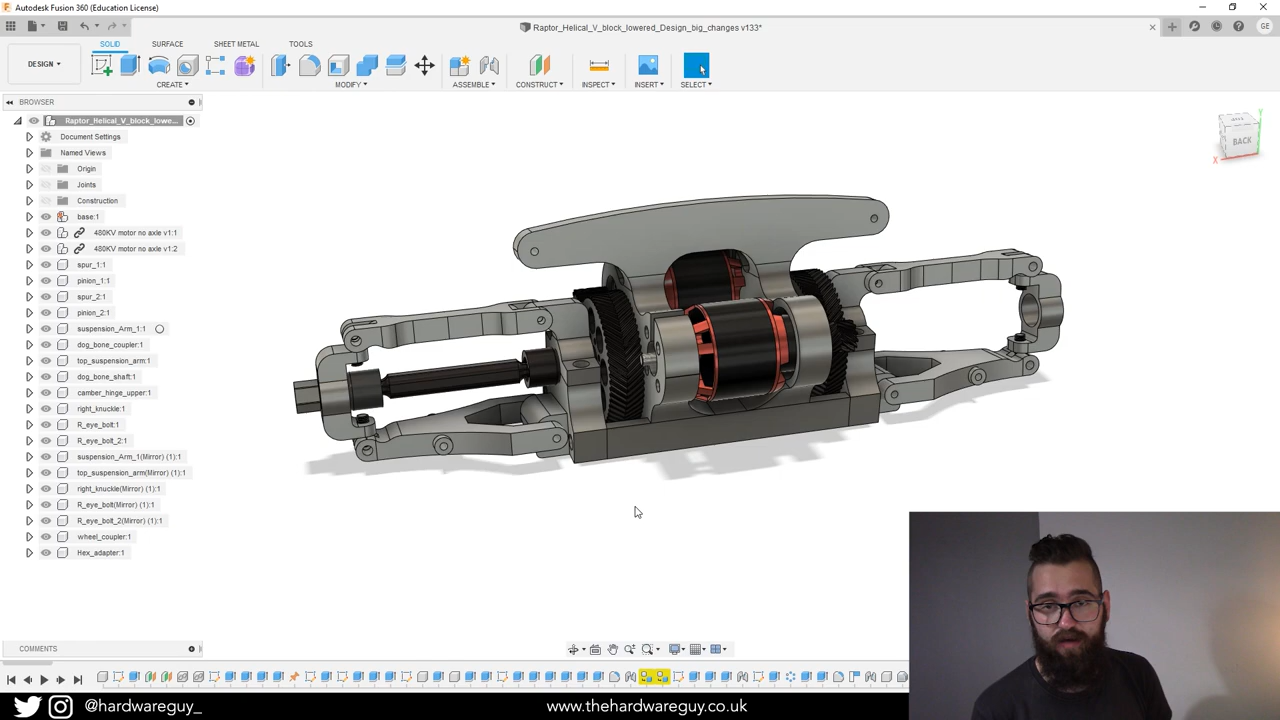 Autodesk Fusion 360 (Education License)
Raptor_Helical_V_block_lowered_Design_big_changes v133*
GE
DESIGN
SOLID SURFACE SHEET METAL TOOLS
CREATE MODIFY ASSEMBLE CONSTRUCT INSPECT INSERT SELECT
BROWSER
Raptor_Helical_V_block_lowe...
Document Settings
Named Views
Origin
Joints
Construction
base:1
480KV motor no axle v1:1
480KV motor no axle v1:2
spur_1:1
pinion_1:1
spur_2:1
pinion_2:1
suspension_Arm_1:1
dog_bone_coupler:1
top_suspension_arm:1
dog_bone_shaft:1
camber_hinge_upper:1
right_knuckle:1
R_eye_bolt:1
R_eye_bolt_2:1
suspension_Arm_1(Mirror) (1):1
top_suspension_arm(Mirror) (1):1
right_knuckle(Mirror) (1):1
R_eye_bolt(Mirror) (1):1
R_eye_bolt_2(Mirror) (1):1
wheel_coupler:1
Hex_adapter:1
Y
BACK
X
COMMENTS
@hardwareguy_
www.thehardwareguy.co.uk